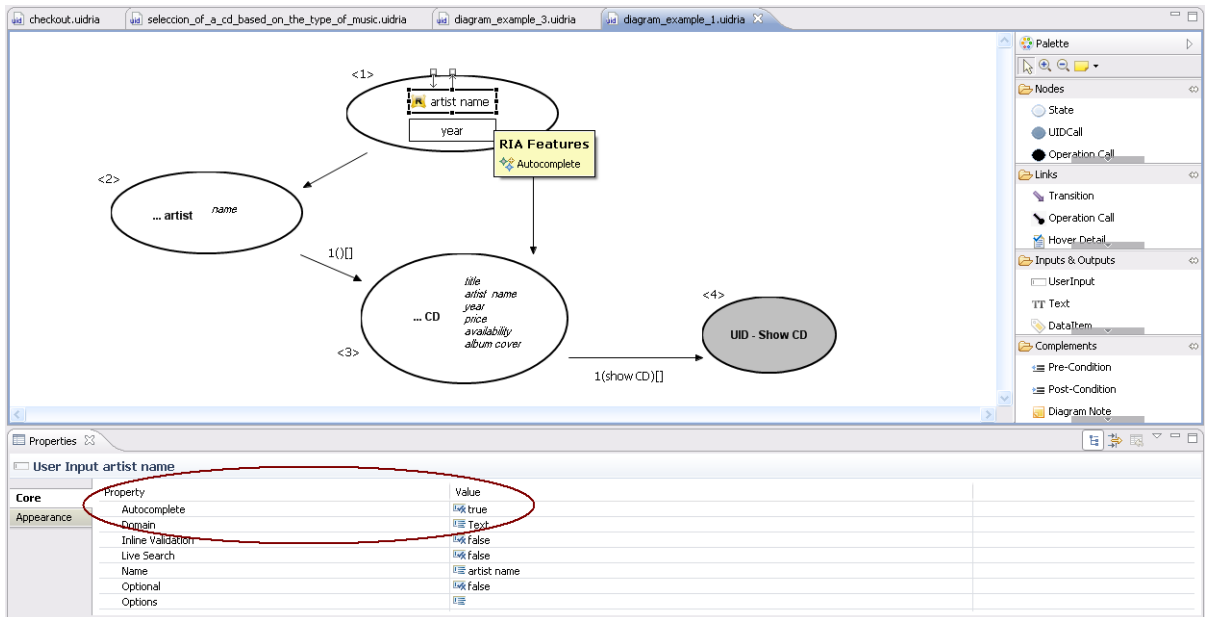 checkout.uidria
seleccion_of_a_cd_based_on_the_type_of_music.uidria
diagram_example_3.uidria
diagram_example_1.uidria
<1>
artist name
year
RIA Features
Autocomplete
<2>
... artist
name
1()[]
... CD
title
artist name
year
price
availability
album cover
<3>
<4>
UID - Show CD
1(show CD)[]
Palette
Nodes
State
UIDCall
Operation Call
Links
Transition
Operation Call
Hover Detail
Inputs & Outputs
UserInput
TT Text
DataItem
Complements
Pre-Condition
Post-Condition
Diagram Note
Properties
User Input artist name
Core
Appearance
Property Value
Autocomplete true
Domain Text
Inline Validation false
Live Search false
Name artist name
Optional false
Options